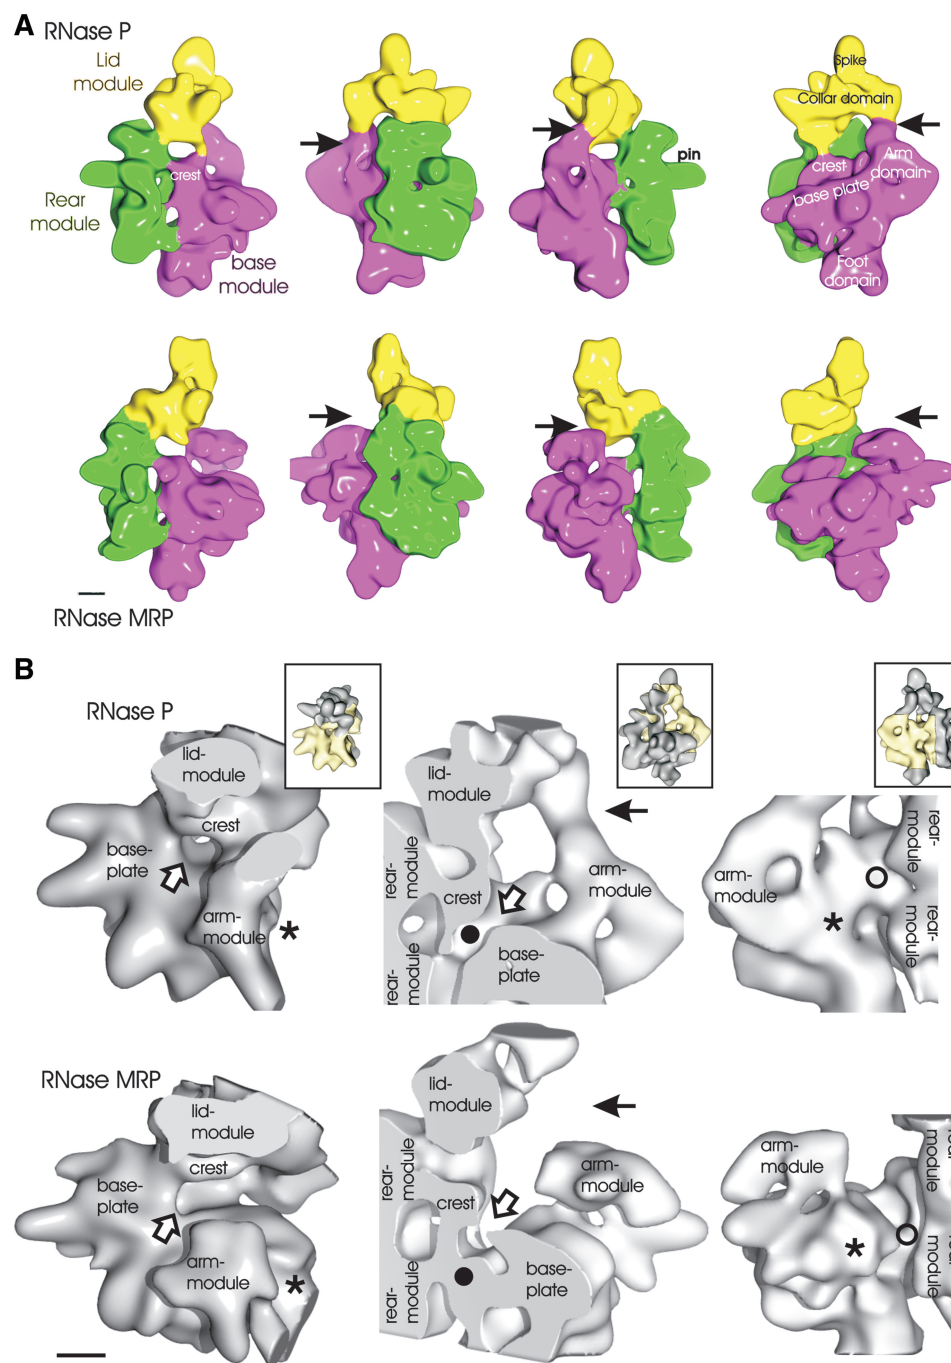 A
RNase P
Lid
module
Rear
module
crest
base
module
pin
Spike
Collar domain
crest
Arm
domain
base plate
Foot
domain
RNase MRP
B
RNase P
lid-
module
crest
base-
plate
arm-
module
*
lid-
module
rear-
module
crest
arm-
module
rear-
module
base-
plate
rear-
module
arm-
module
*
rear-
module
RNase MRP
lid-
module
crest
base-
plate
arm-
module
*
lid-
module
rear-
module
crest
arm-
module
rear-
module
base-
plate
arm-
module
*
module
module